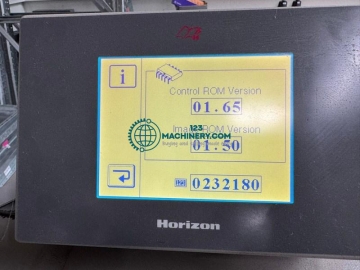 i
Control ROM Version
01.65
Image ROM Version
01.50
123
MACHINERY.COM
0232180
Horizon